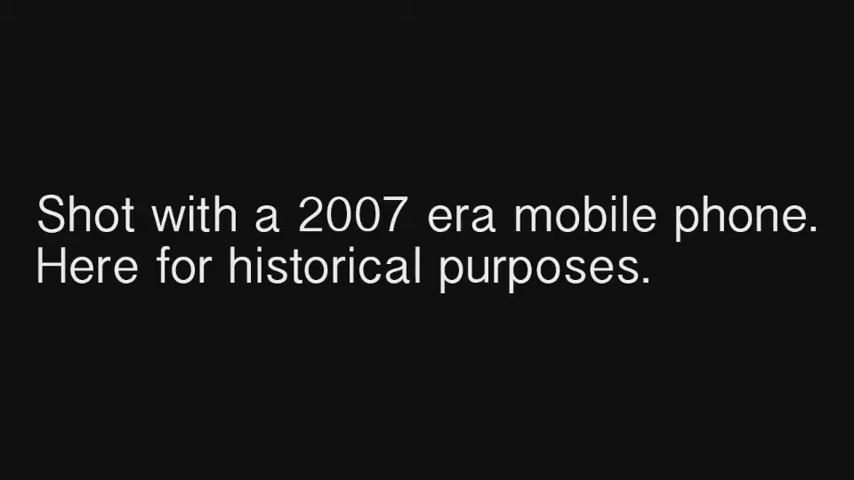 Shot with a 2007 era mobile phone.
Here for historical purposes.